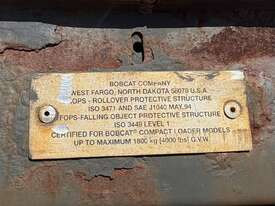 BOBCAT COMPANY
WEST FARGO, NORTH DAKOTA 58078 U.S.A.
ROPS - ROLLOVER PROTECTIVE STRUCTURE
ISO 3471 AND SAE J1040 MAY, 94
FOPS-FALLING OBJECT PROTECTIVE STRUCTURE
ISO 3449 LEVEL 1
CERTIFIED FOR BOBCAT® COMPACT LOADER MODELS
UP TO MAXIMUM 1800 kg [4000 lbs] G.V.W.